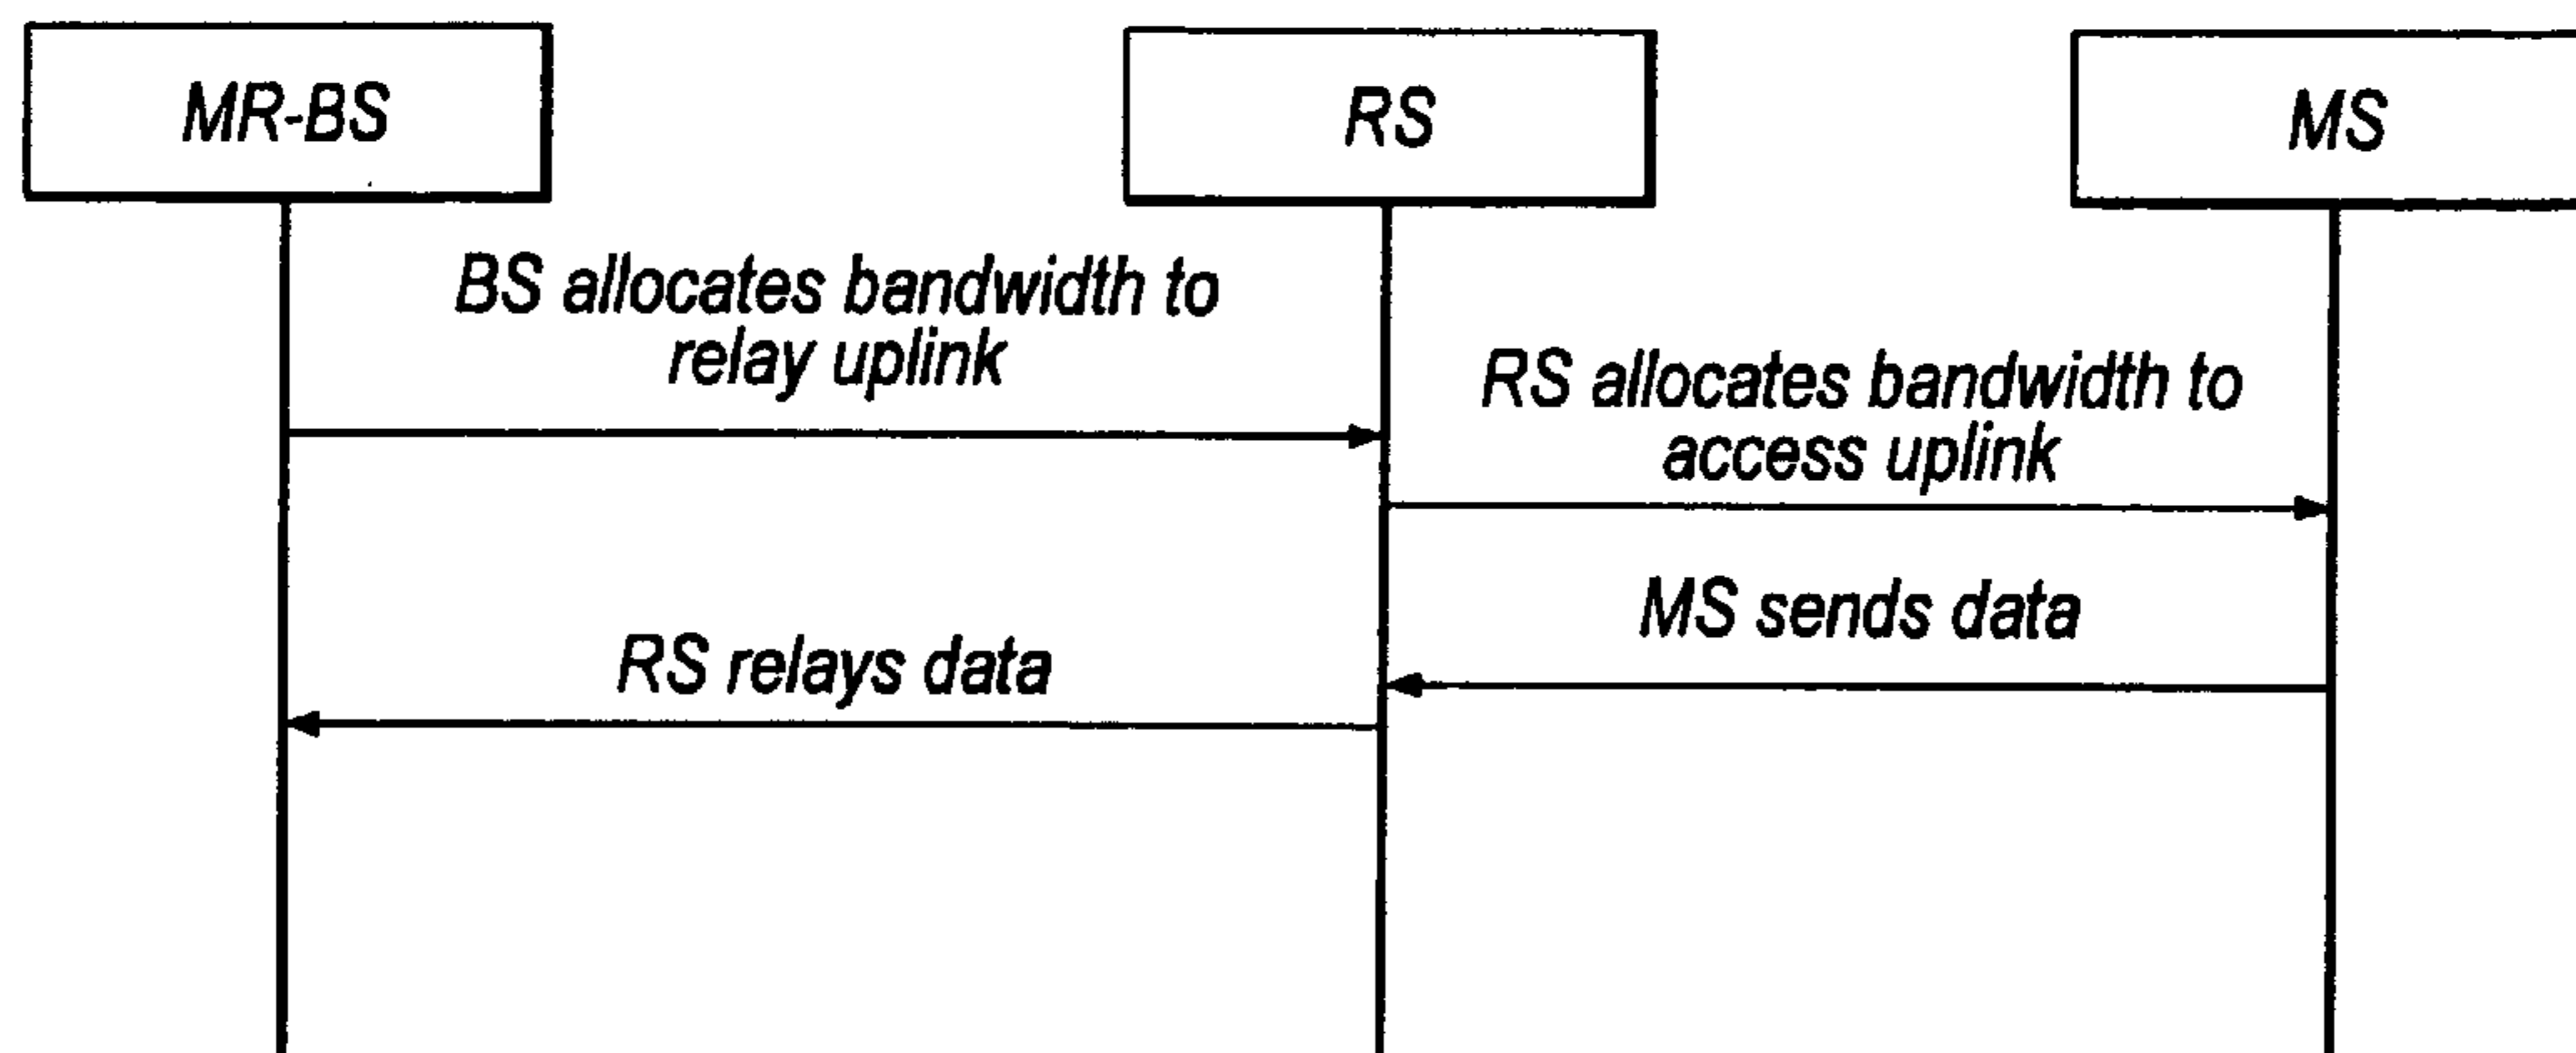 MR-BS
RS
MS
BS allocates bandwidth to
relay uplink
RS allocates bandwidth to
access uplink
MS sends data
RS relays data